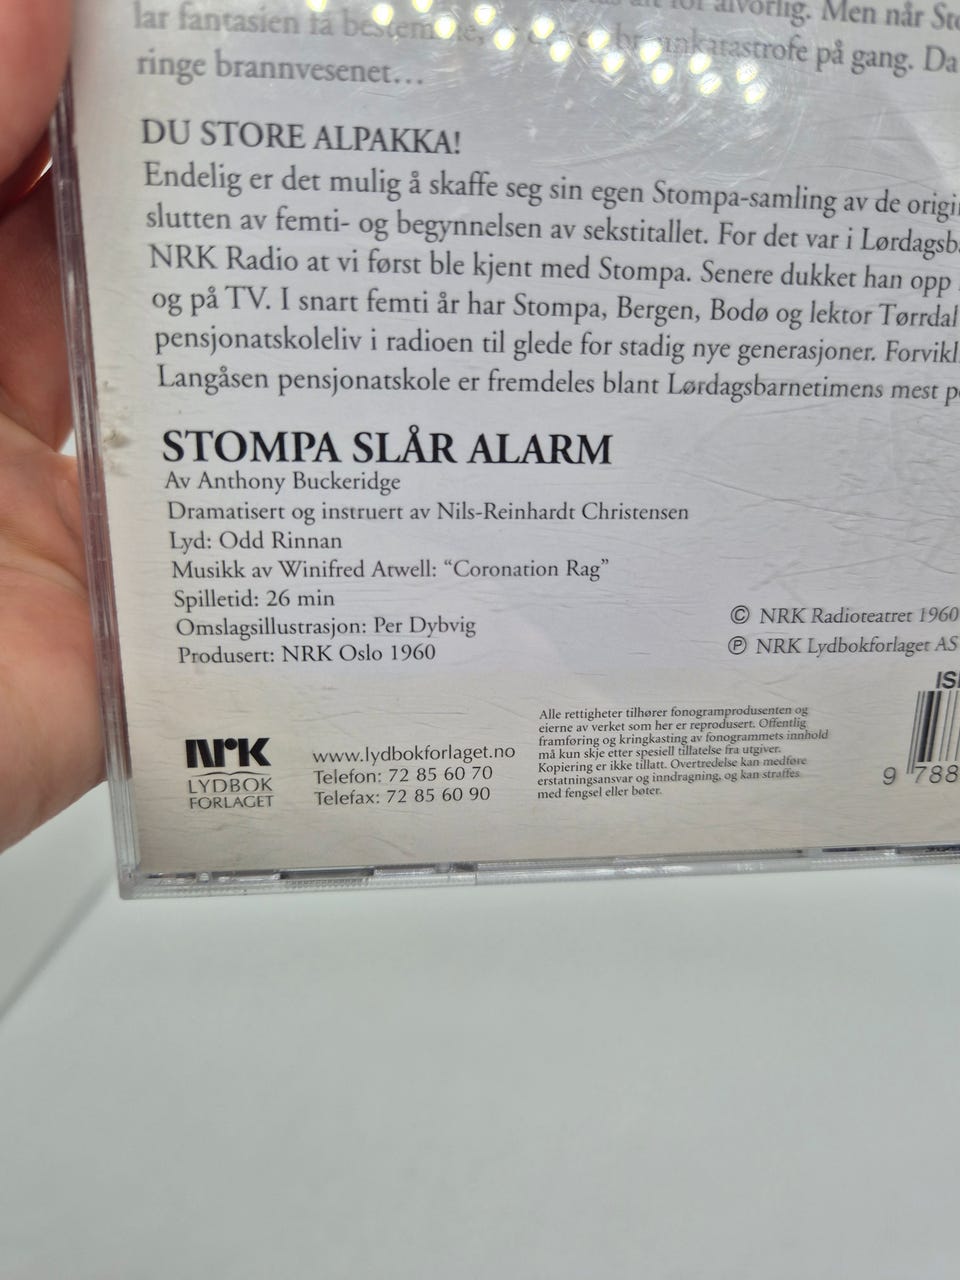 for alvorlig. Men når Sto
lar fantasien få på gang. Da
ringe brannvesenet...
DU STORE ALPAKKA!
Endelig er det mulig å skaffe seg sin egen Stompa-samling av de origi
slutten av femti- og begynnelsen av sekstitallet. For det var i Lørdagsb
NRK Radio at vi først ble kjent med Stompa. Senere dukket han opp
og på TV. I snart femti år har Stompa, Bergen, Bodø og lektor Tørrdal
pensjonatskoleliv i radioen til glede for stadig nye generasjoner. Forvikl
Langåsen pensjonatskole er fremdeles blant Lørdagsbarnetimens mest p
STOMPA SLÅR ALARM
Av Anthony Buckeridge
Dramatisert og instruert av Nils-Reinhardt Christensen
Lyd: Odd Rinnan
Musikk av Winifred Atwell: “Coronation Rag”
Spilletid: 26 min
Omslagsillustrasjon: Per Dybvig
Produsert: NRK Oslo 1960
© NRK Radioteatret 1960
℗ NRK Lydbokforlaget AS
ISB
9 788
NRK
LYDBOK
FORLAGET
www.lydbokforlaget.no
Telefon: 72 85 60 70
Telefax: 72 85 60 90
Alle rettigheter tilhører fonogramprodusenten og
eierne av verket som her er reprodusert. Offentlig
framføring og kringkasting av fonogrammets innhold
må kun skje etter spesiell tillatelse fra utgiver.
Kopiering er ikke tillatt. Overtredelse kan medføre
erstatningsansvar og inndragning, og kan straffes
med fengsel eller bøter.